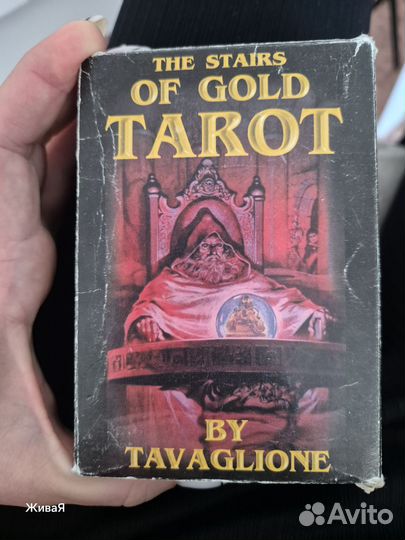 THE STAIRS
OF GOLD
TAROT
BY
TAVAGLIONE
ЖиваЯ
Avito